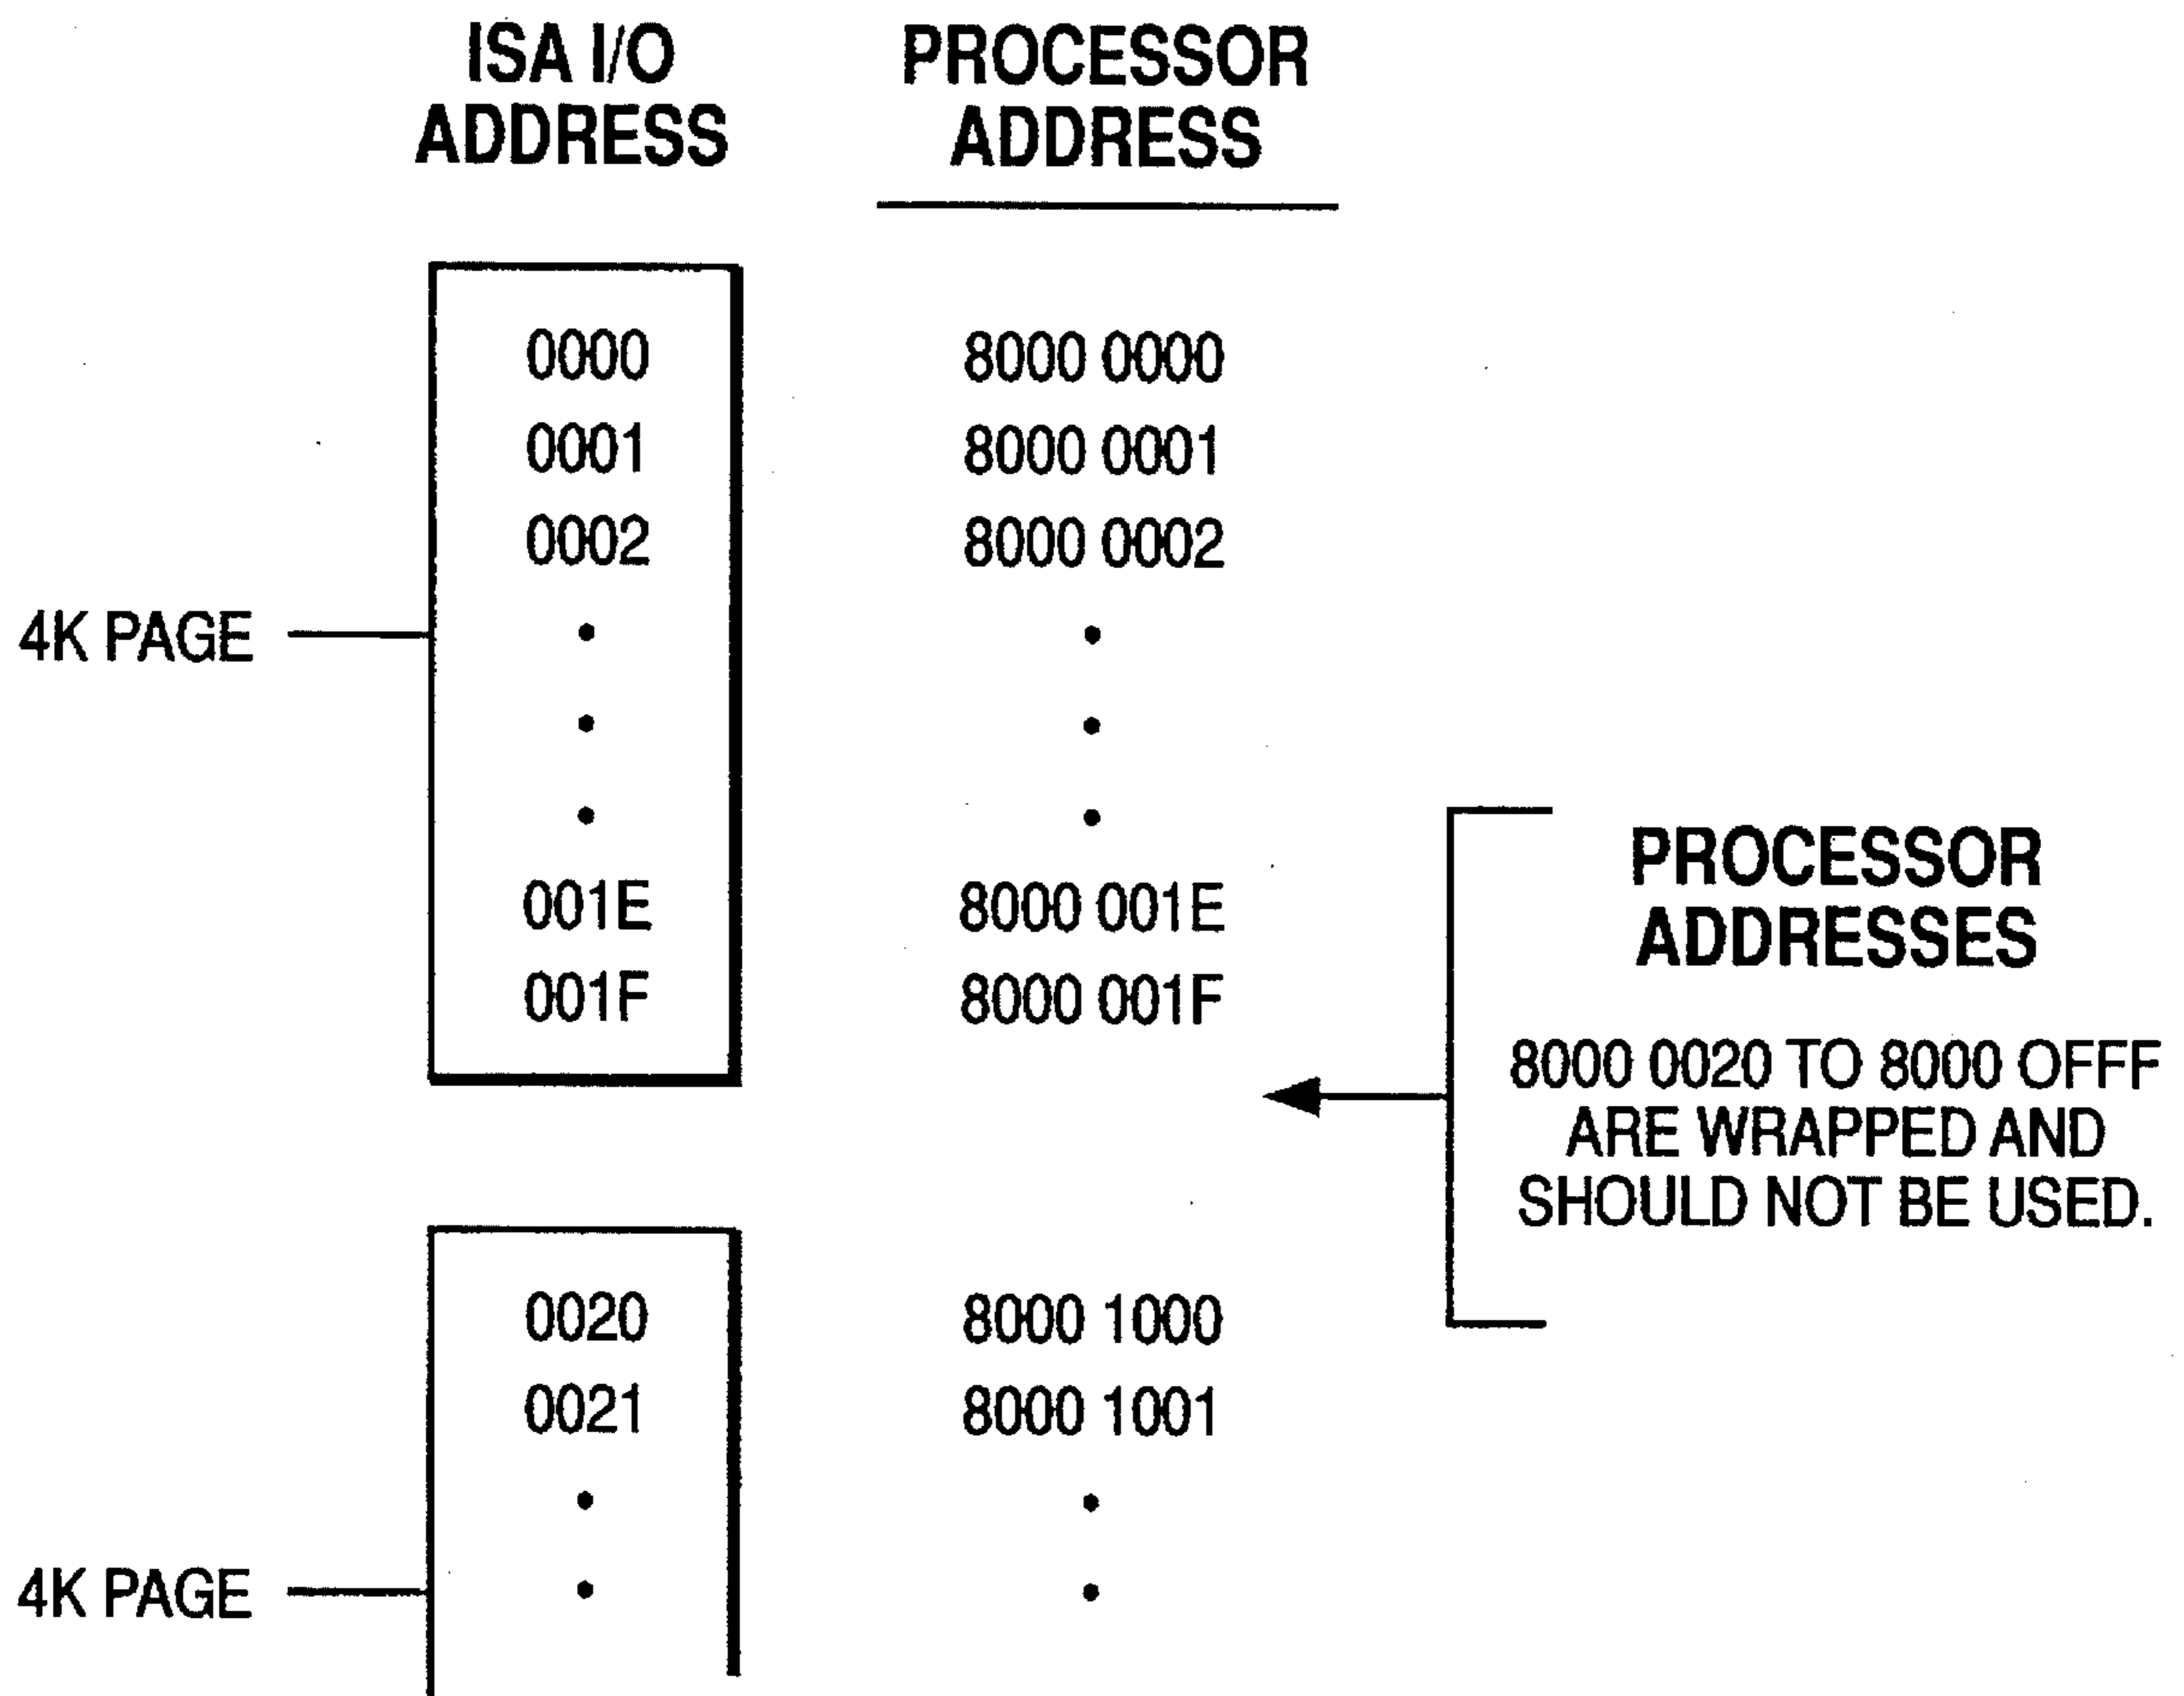 ISA I/O
ADDRESS
PROCESSOR
ADDRESS
0000 8000 0000
0001 8000 0001
0002 8000 0002
4K PAGE
001E 8000 001E
001F 8000 001F
PROCESSOR
ADDRESSES
8000 0020 TO 8000 OFFF
ARE WRAPPED AND
SHOULD NOT BE USED.
0020 8000 1000
0021 8000 1001
4K PAGE